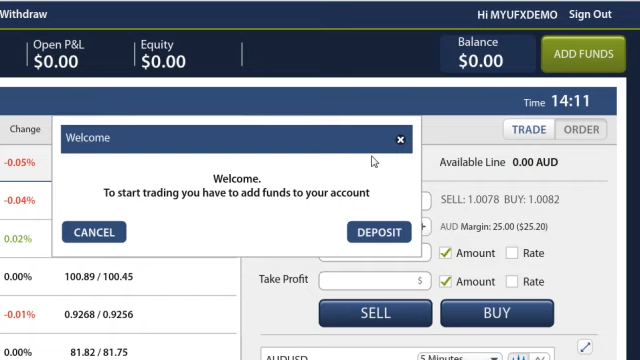 Withdraw
Hi MYUFXDEMO Sign Out
Open P&L
$0.00
Equity
$0.00
Balance
$0.00
ADD FUNDS
Time 14:11
Change
TRADE ORDER
Welcome
-0.05%
Available Line 0.00 AUD
Welcome.
To start trading you have to add funds to your account
-0.04%
SELL: 1.0078 BUY: 1.0082
CANCEL
DEPOSIT
AUD Margin: 25.00 ($25.20)
0.02%
Amount Rate
0.00% 100.89 / 100.45
Take Profit $ Amount Rate
-0.01% 0.9268 / 0.9256
SELL BUY
0.00% 81.82 / 81.75
AUDUSD 5 Minutes